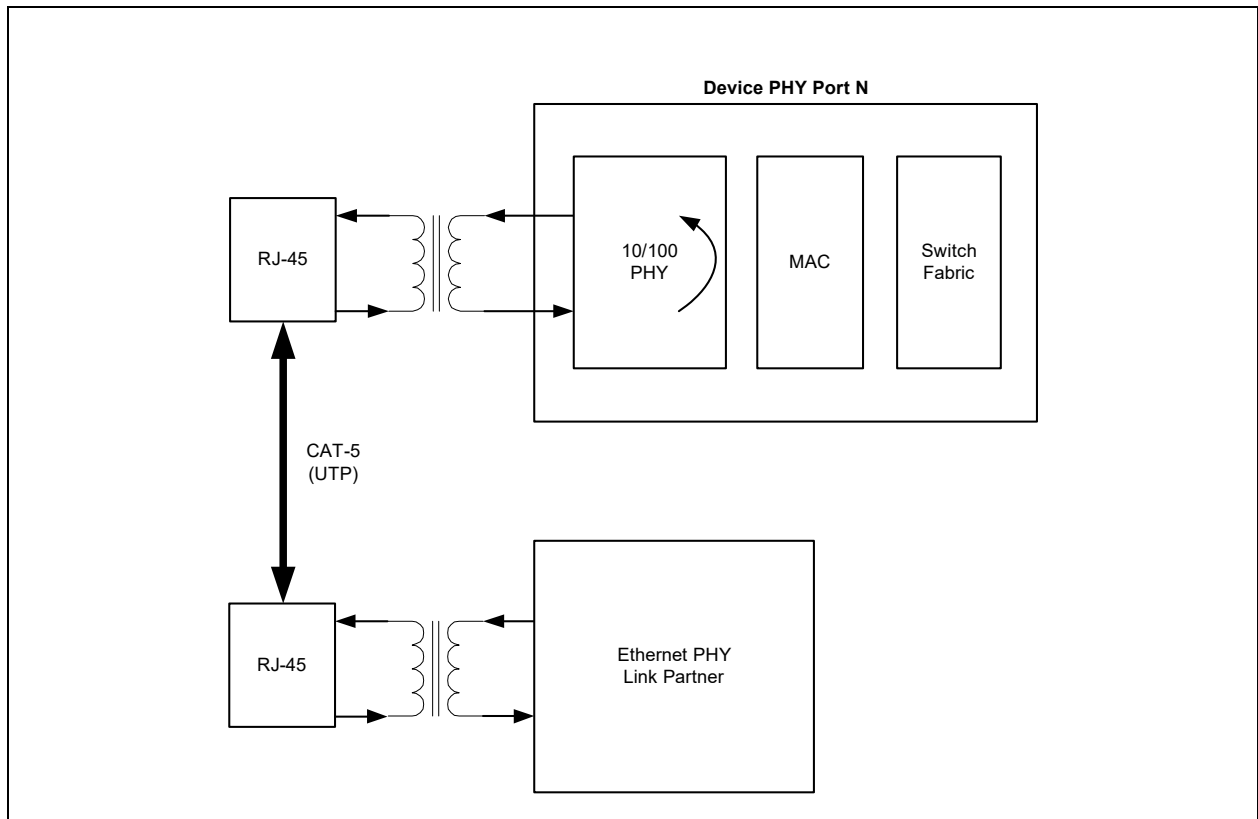 Device PHY Port N
RJ-45
10/100
PHY
MAC
Switch
Fabric
CAT-5
(UTP)
RJ-45
Ethernet PHY
Link Partner